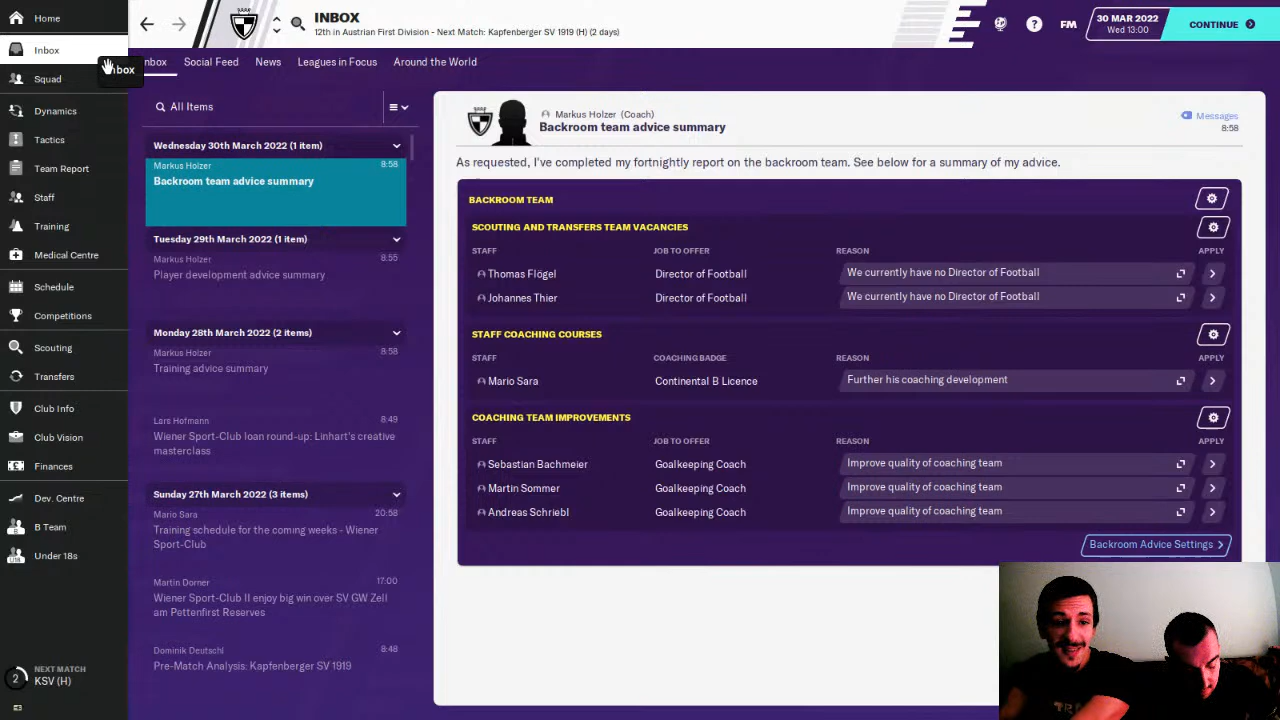 INBOX
12th in Austrian First Division - Next Match: Kapfenberger SV 1919 (H) (2 days)
FM
30 MAR 2022
Wed 13:00
CONTINUE
Home
Inbox
Squad
Dynamics
Tactics
Team Report
Staff
Training
Medical Centre
Schedule
Competitions
Scouting
Transfers
Club Info
Club Vision
Finances
Dev. Centre
B Team
Under 18s
2
NEXT MATCH
KSV (H)
nbox
nbox Social Feed News Leagues in Focus Around the World
All Items
Wednesday 30th March 2022 (1 item)
Markus Holzer 8:58
Backroom team advice summary
Tuesday 29th March 2022 (1 item)
Markus Holzer 8:55
Player development advice summary
Monday 28th March 2022 (2 items)
Markus Holzer 8:58
Training advice summary
Lars Hofmann 8:49
Wiener Sport-Club loan round-up: Linhart's creative
masterclass
Sunday 27th March 2022 (3 items)
Mario Sara 20:58
Training schedule for the coming weeks - Wiener
Sport-Club
Martin Dorner 17:00
Wiener Sport-Club II enjoy big win over SV GW Zell
am Pettenfirst Reserves
Dominik Deutschl 8:48
Pre-Match Analysis: Kapfenberger SV 1919
Markus Holzer (Coach)
Backroom team advice summary
Messages
8:58
As requested, I've completed my fortnightly report on the backroom team. See below for a summary of my advice.
BACKROOM TEAM
SCOUTING AND TRANSFERS TEAM VACANCIES
STAFF JOB TO OFFER REASON APPLY
Thomas Flögel Director of Football We currently have no Director of Football
Johannes Thier Director of Football We currently have no Director of Football
STAFF COACHING COURSES
STAFF COACHING BADGE REASON APPLY
Mario Sara Continental B Licence Further his coaching development
COACHING TEAM IMPROVEMENTS
STAFF JOB TO OFFER REASON APPLY
Sebastian Bachmeier Goalkeeping Coach Improve quality of coaching team
Martin Sommer Goalkeeping Coach Improve quality of coaching team
Andreas Schriebl Goalkeeping Coach Improve quality of coaching team
Backroom Advice Settings